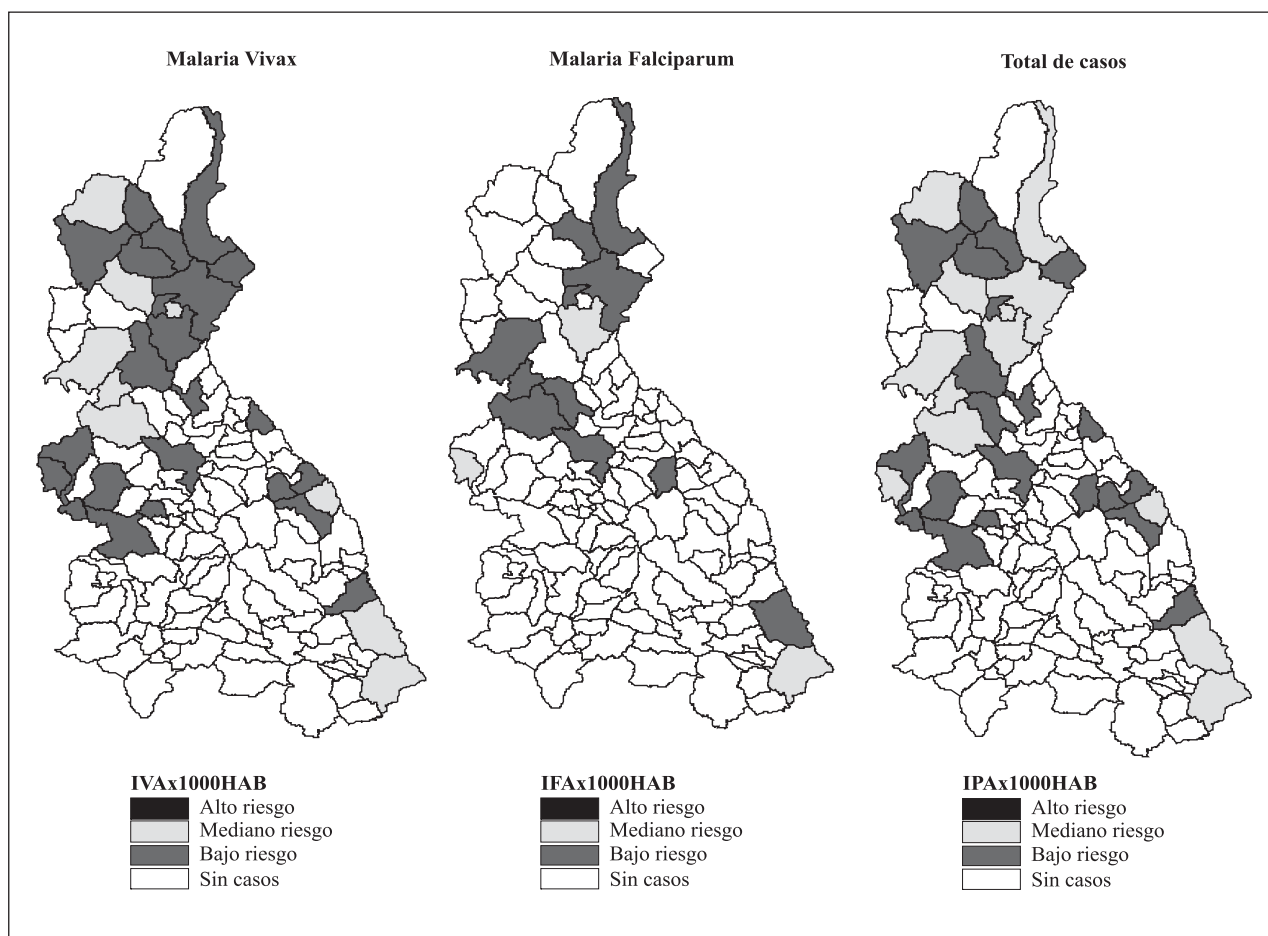 Malaria Vivax
Malaria Falciparum
Total de casos
IVAx1000HAB
Alto riesgo
Mediano riesgo
Bajo riesgo
Sin casos
IFAx1000HAB
Alto riesgo
Mediano riesgo
Bajo riesgo
Sin casos
IPAx1000HAB
Alto riesgo
Mediano riesgo
Bajo riesgo
Sin casos